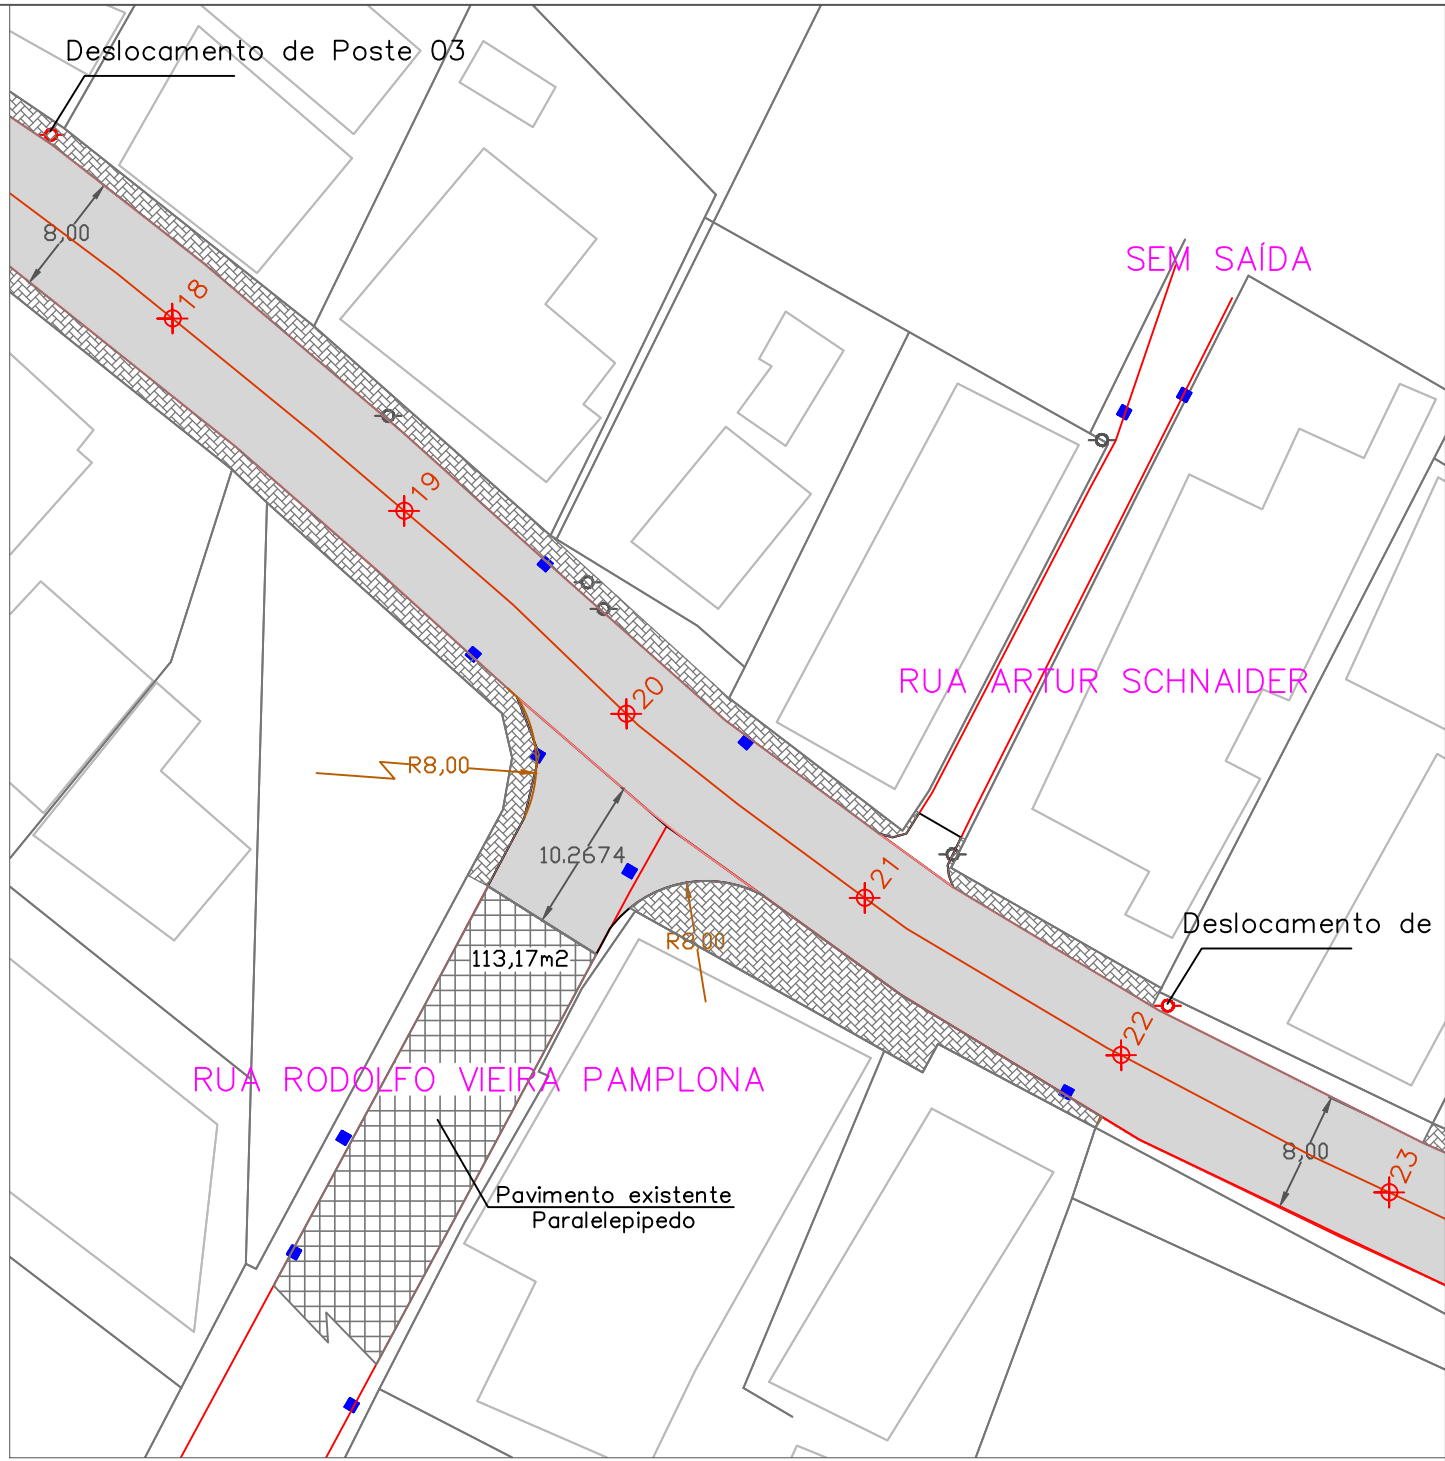 Deslocamento de Poste 03
8,00
18
SEM SAÍDA
19
RUA ARTUR SCHNAIDER
20
R8,00
10.2674
21
Deslocamento de
R8,00
113,17m2
22
RUA RODOLFO VIEIRA PAMPLONA
8,00
23
Pavimento existente
Paralelepipedo